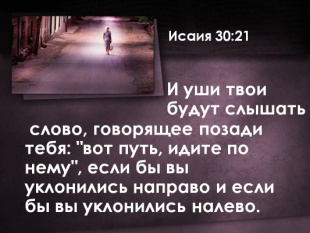 Исаия 30:21
И уши твои
будут слышать
слово, говорящее позади
тебя: "вот путь, идите по
нему", если бы вы
уклонились направо и если
бы вы уклонились налево.